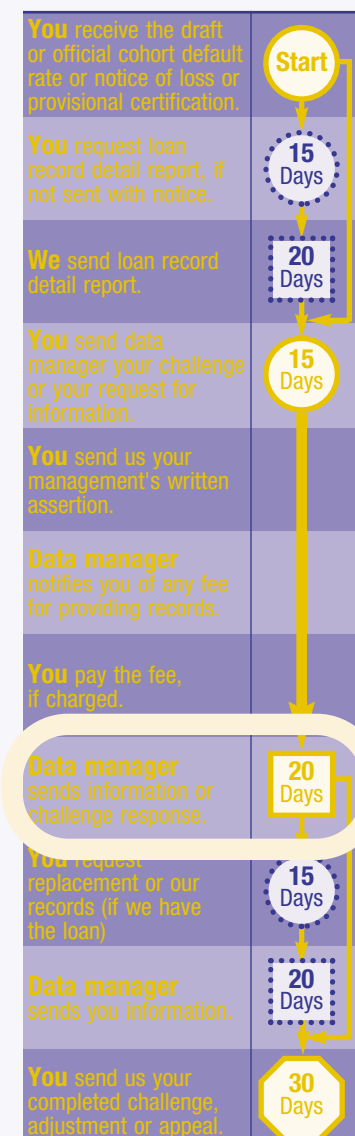 You receive the draft
or official cohort default
rate or notice of loss or
provisional certification.
Start
You request loan
record detail report, if
not sent with notice.
15
Days
We send loan record
detail report.
20
Days
You send data
manager your challenge
or your request for
information.
15
Days
You send us your
management's written
assertion.
Data manager
notifies you of any fee
for providing records.
You pay the fee,
if charged.
Data manager
sends information or
challenge response.
20
Days
You request
replacement or our
records (if we have
the loan)
15
Days
Data manager
sends you information.
20
Days
You send us your
completed challenge,
adjustment or appeal.
30
Days